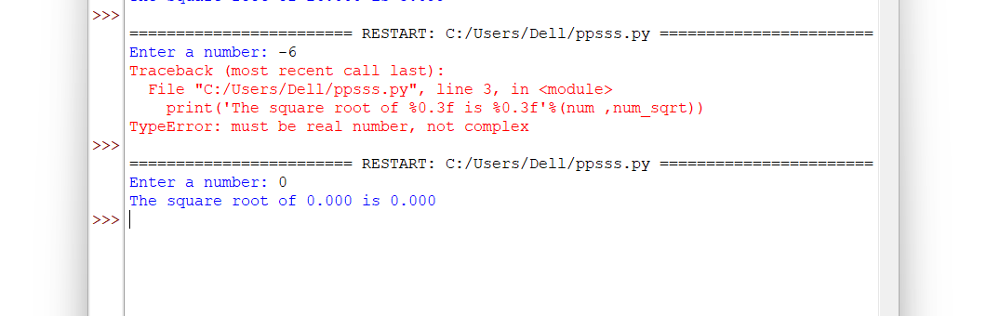 >>>
======================== RESTART: C:/Users/Dell/ppsss.py =======================
Enter a number: -6
Traceback (most recent call last):
  File "C:/Users/Dell/ppsss.py", line 3, in <module>
    print('The square root of %0.3f is %0.3f'%(num ,num_sqrt))
TypeError: must be real number, not complex
>>>
======================== RESTART: C:/Users/Dell/ppsss.py =======================
Enter a number: 0
The square root of 0.000 is 0.000
>>>